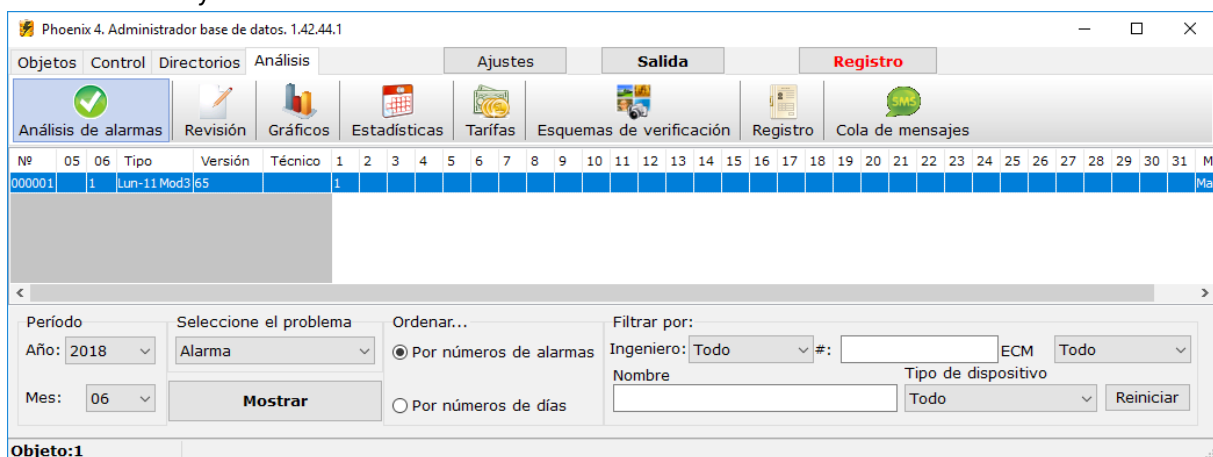 y
Phoenix 4. Administrador base de datos. 1.42.44.1
Objetos Control Directorios Análisis Ajustes Salida Registro
SMS
Análisis de alarmas Revisión Gráficos Estadísticas Tarífas Esquemas de verificación Registro Cola de mensajes
Nº 05 06 Tipo Versión Técnico 1 2 3 4 5 6 7 8 9 10 11 12 13 14 15 16 17 18 19 20 21 22 23 24 25 26 27 28 29 30 31 M
000001 1 Lun-11 Mod3 65 1 Ma
Período Seleccione el problema Ordenar... Filtrar por:
Año: 2018 Alarma Por números de alarmas Ingeniero: Todo #: ECM Todo
Nombre Tipo de dispositivo
Mes: 06 Mostrar Por números de días Todo Reiniciar
Objeto:1